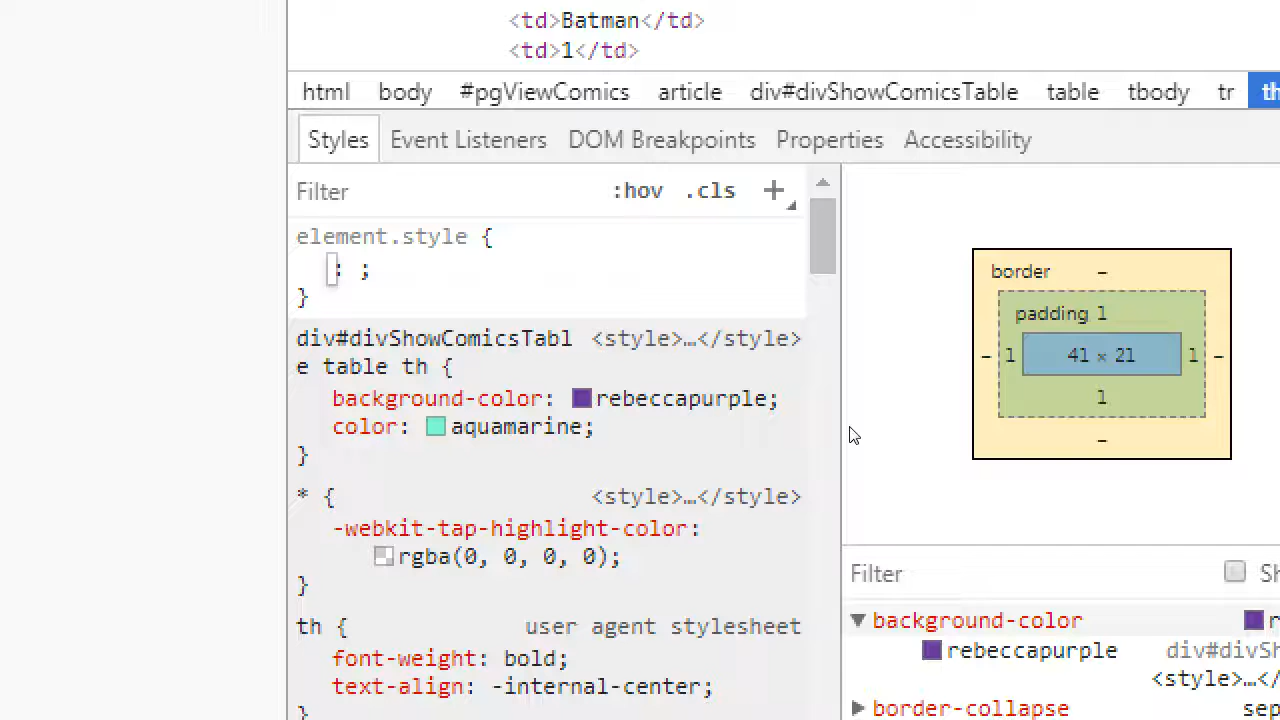 <td>Batman</td>
<td>1</td>
html body #pgViewComics article div#divShowComicsTable table tbody tr th
Styles Event Listeners DOM Breakpoints Properties Accessibility
Filter :hov .cls +
element.style {
: ;
}
div#divShowComicsTabl <style>…</style>
e table th {
background-color: rebeccapurple;
color: aquamarine;
}
* { <style>…</style>
-webkit-tap-highlight-color:
rgba(0, 0, 0, 0);
}
th { user agent stylesheet
font-weight: bold;
text-align: -internal-center;
}
border –
padding 1
– 1 41 × 21 1 –
1
–
Filter
background-color
rebeccapurple div#divSh
<style>…</
border-collapse sep